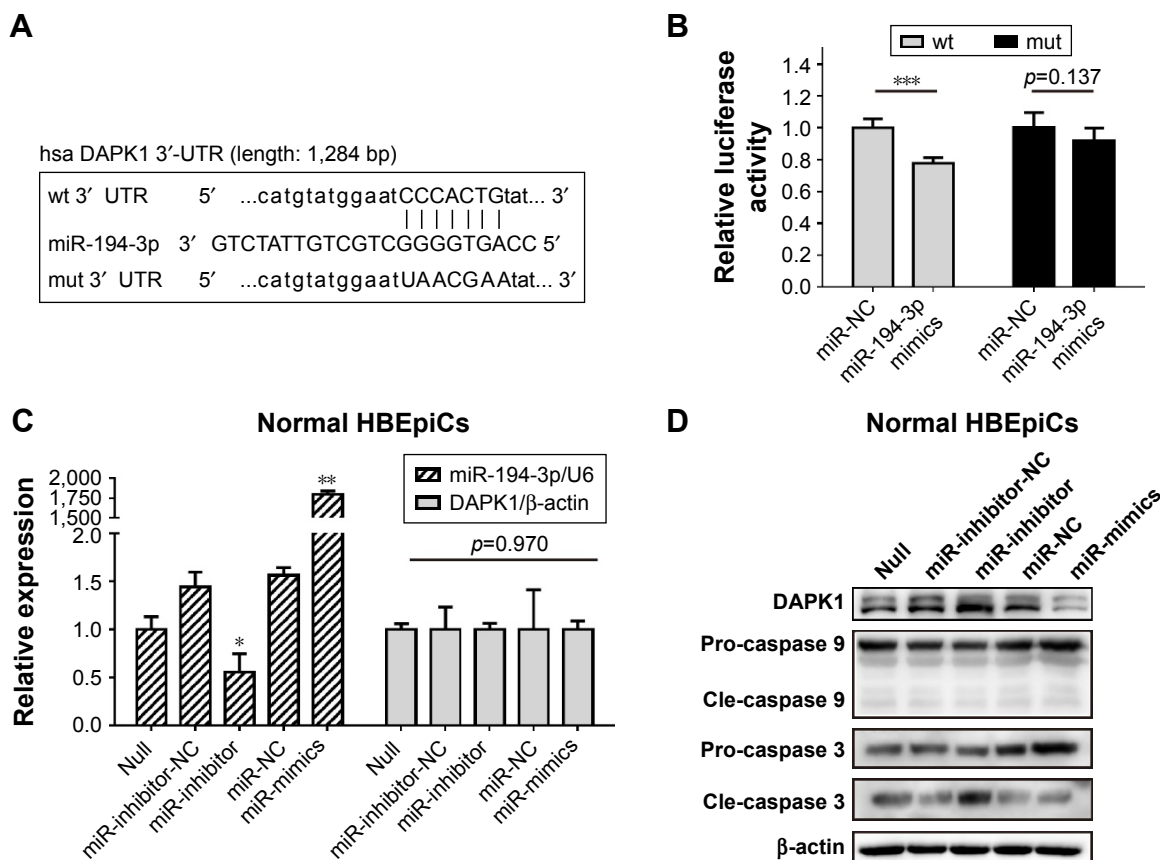 A
hsa DAPK1 3′-UTR (length: 1,284 bp)
wt 3′ UTR 5′ ...catgtatggaatCCCACTGtat... 3′
miR-194-3p 3′ GTCTATTGTCGTCGGGGTGACC 5′
mut 3′ UTR 5′ ...catgtatggaatUAACGAAtat... 3′
B
wt mut
Relative luciferase
activity
1.4
1.2
1.0
0.8
0.6
0.4
0.2
0.0
***
p=0.137
miR-NC
miR-194-3p
mimics
miR-NC
miR-194-3p
mimics
C
Normal HBEpiCs
Relative expression
2,000
1,750
1,500
2.0
1.5
1.0
0.5
0.0
*
**
miR-194-3p/U6
DAPK1/β-actin
p=0.970
Null
miR-inhibitor-NC
miR-inhibitor
miR-NC
miR-mimics
Null
miR-inhibitor-NC
miR-inhibitor
miR-NC
miR-mimics
D
Normal HBEpiCs
Null
miR-inhibitor-NC
miR-inhibitor
miR-NC
miR-mimics
DAPK1
Pro-caspase 9
Cle-caspase 9
Pro-caspase 3
Cle-caspase 3
β-actin